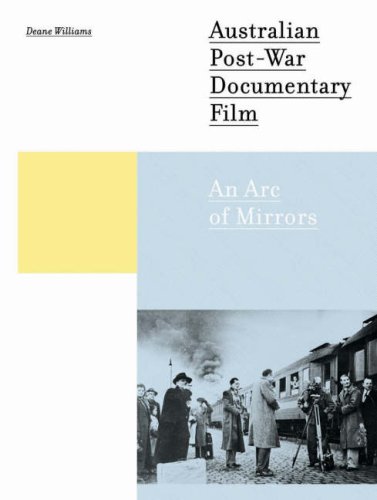 Deane Williams
Australian
Post-War
Documentary
Film
An Arc
of Mirrors